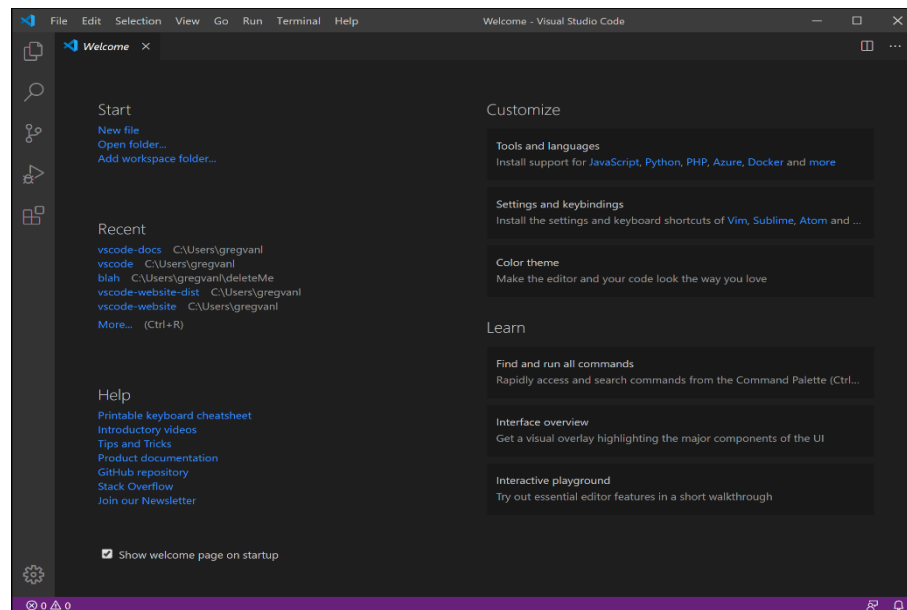 File Edit Selection View Go Run Terminal Help Welcome - Visual Studio Code
Welcome
Start
New file
Open folder...
Add workspace folder...
Recent
vscode-docs C:\Users\gregvanl
vscode C:\Users\gregvanl
blah C:\Users\gregvanl\deleteMe
vscode-website-dist C:\Users\gregvanl
vscode-website C:\Users\gregvanl
More... (Ctrl+R)
Help
Printable keyboard cheatsheet
Introductory videos
Tips and Tricks
Product documentation
GitHub repository
Stack Overflow
Join our Newsletter
Show welcome page on startup
Customize
Tools and languages
Install support for JavaScript, Python, PHP, Azure, Docker and more
Settings and keybindings
Install the settings and keyboard shortcuts of Vim, Sublime, Atom and ...
Color theme
Make the editor and your code look the way you love
Learn
Find and run all commands
Rapidly access and search commands from the Command Palette (Ctrl...
Interface overview
Get a visual overlay highlighting the major components of the UI
Interactive playground
Try out essential editor features in a short walkthrough
0 0